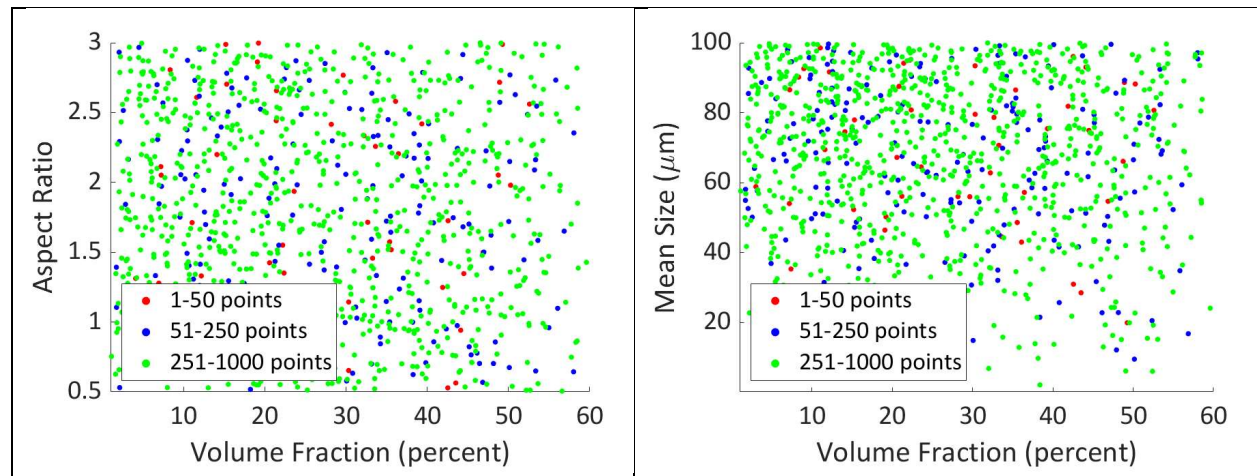 3
2.5
2
1.5
1
0.5
Aspect Ratio
1-50 points
51-250 points
251-1000 points
10 20 30 40 50 60
Volume Fraction (percent)
100
80
60
40
20
Mean Size (μm)
1-50 points
51-250 points
251-1000 points
10 20 30 40 50 60
Volume Fraction (percent)